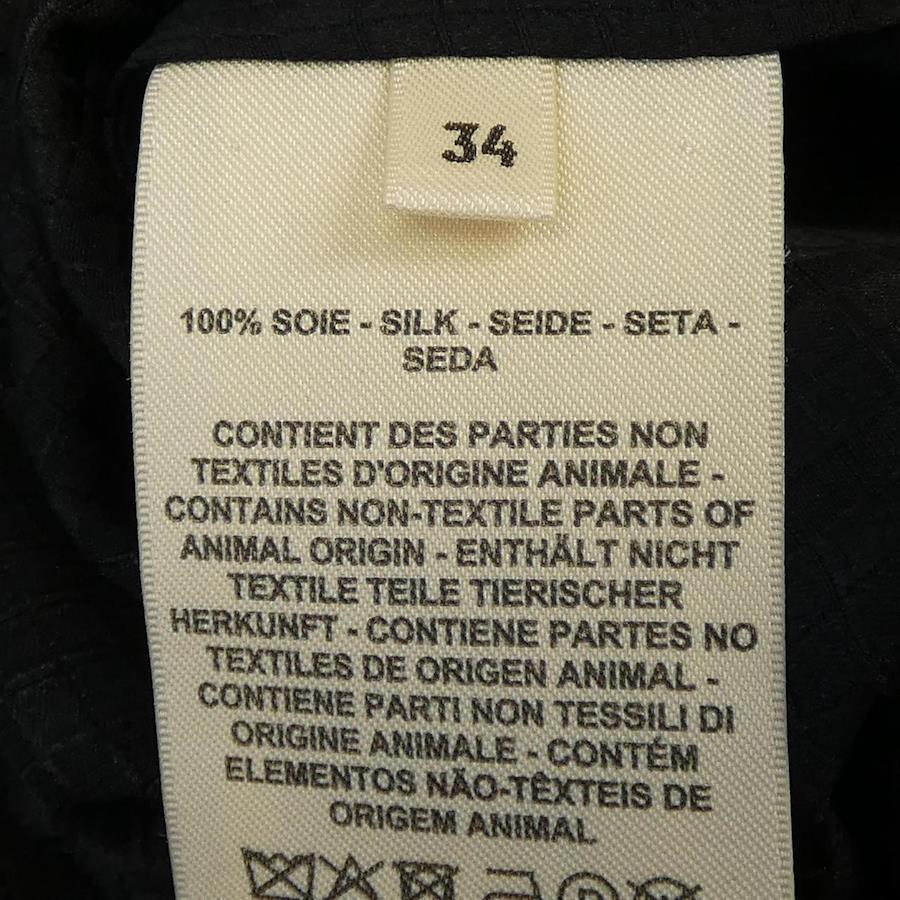 34
100% SOIE - SILK - SEIDE - SETA -
SEDA
CONTIENT DES PARTIES NON
TEXTILES D'ORIGINE ANIMALE -
CONTAINS NON-TEXTILE PARTS OF
ANIMAL ORIGIN - ENTHÄLT NICHT
TEXTILE TEILE TIERISCHER
HERKUNFT - CONTIENE PARTES NO
TEXTILES DE ORIGEN ANIMAL -
CONTIENE PARTI NON TESSILI DI
ORIGINE ANIMALE - CONTÉM
ELEMENTOS NÃO-TÊXTEIS DE
ORIGEM ANIMAL